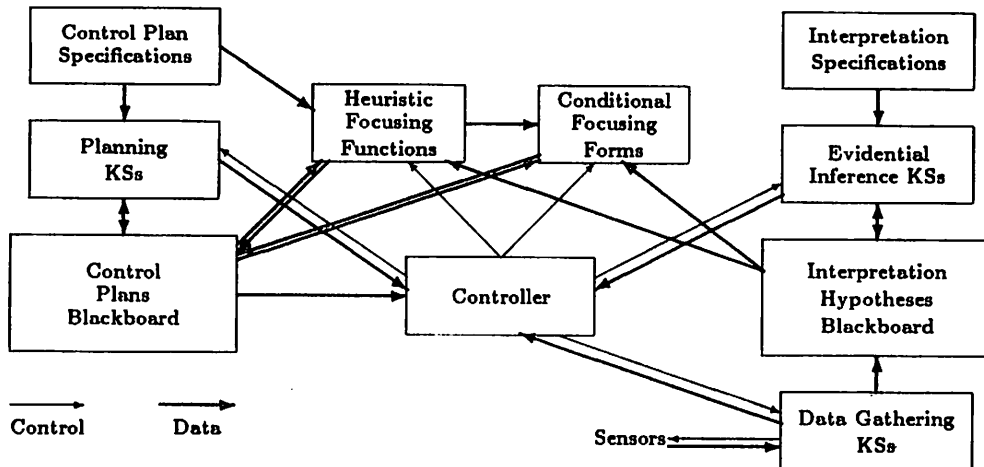 Control Plan
Specifications
Interpretation
Specifications
Heuristic
Focusing
Functions
Conditional
Focusing
Forms
Planning
KSs
Evidential
Inference KSs
Control
Plans
Blackboard
Controller
Interpretation
Hypotheses
Blackboard
Control
Data
Sensors
Data Gathering
KSs